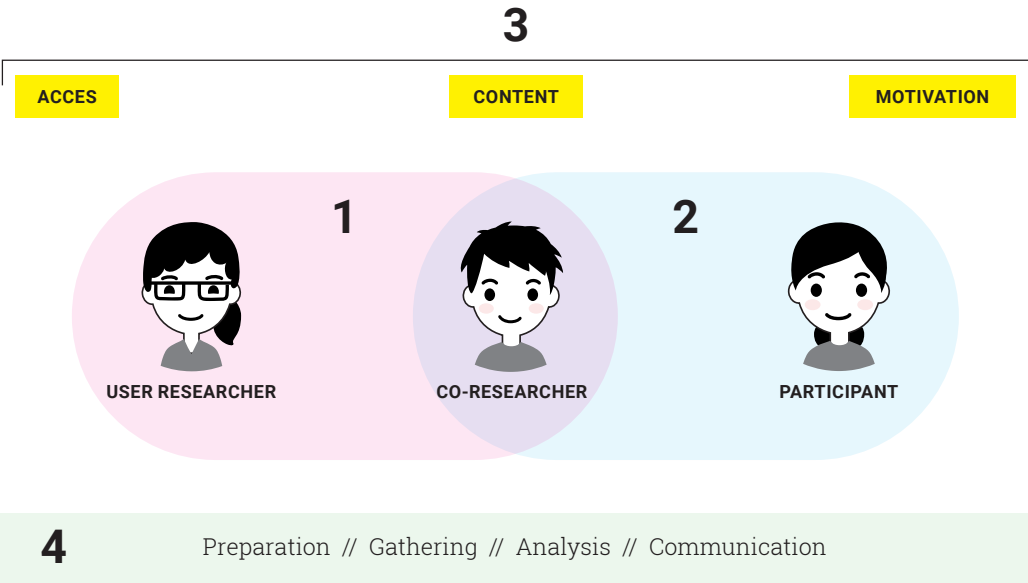 3
ACCES CONTENT MOTIVATION
1 2
USER RESEARCHER CO-RESEARCHER PARTICIPANT
4 Preparation // Gathering // Analysis // Communication